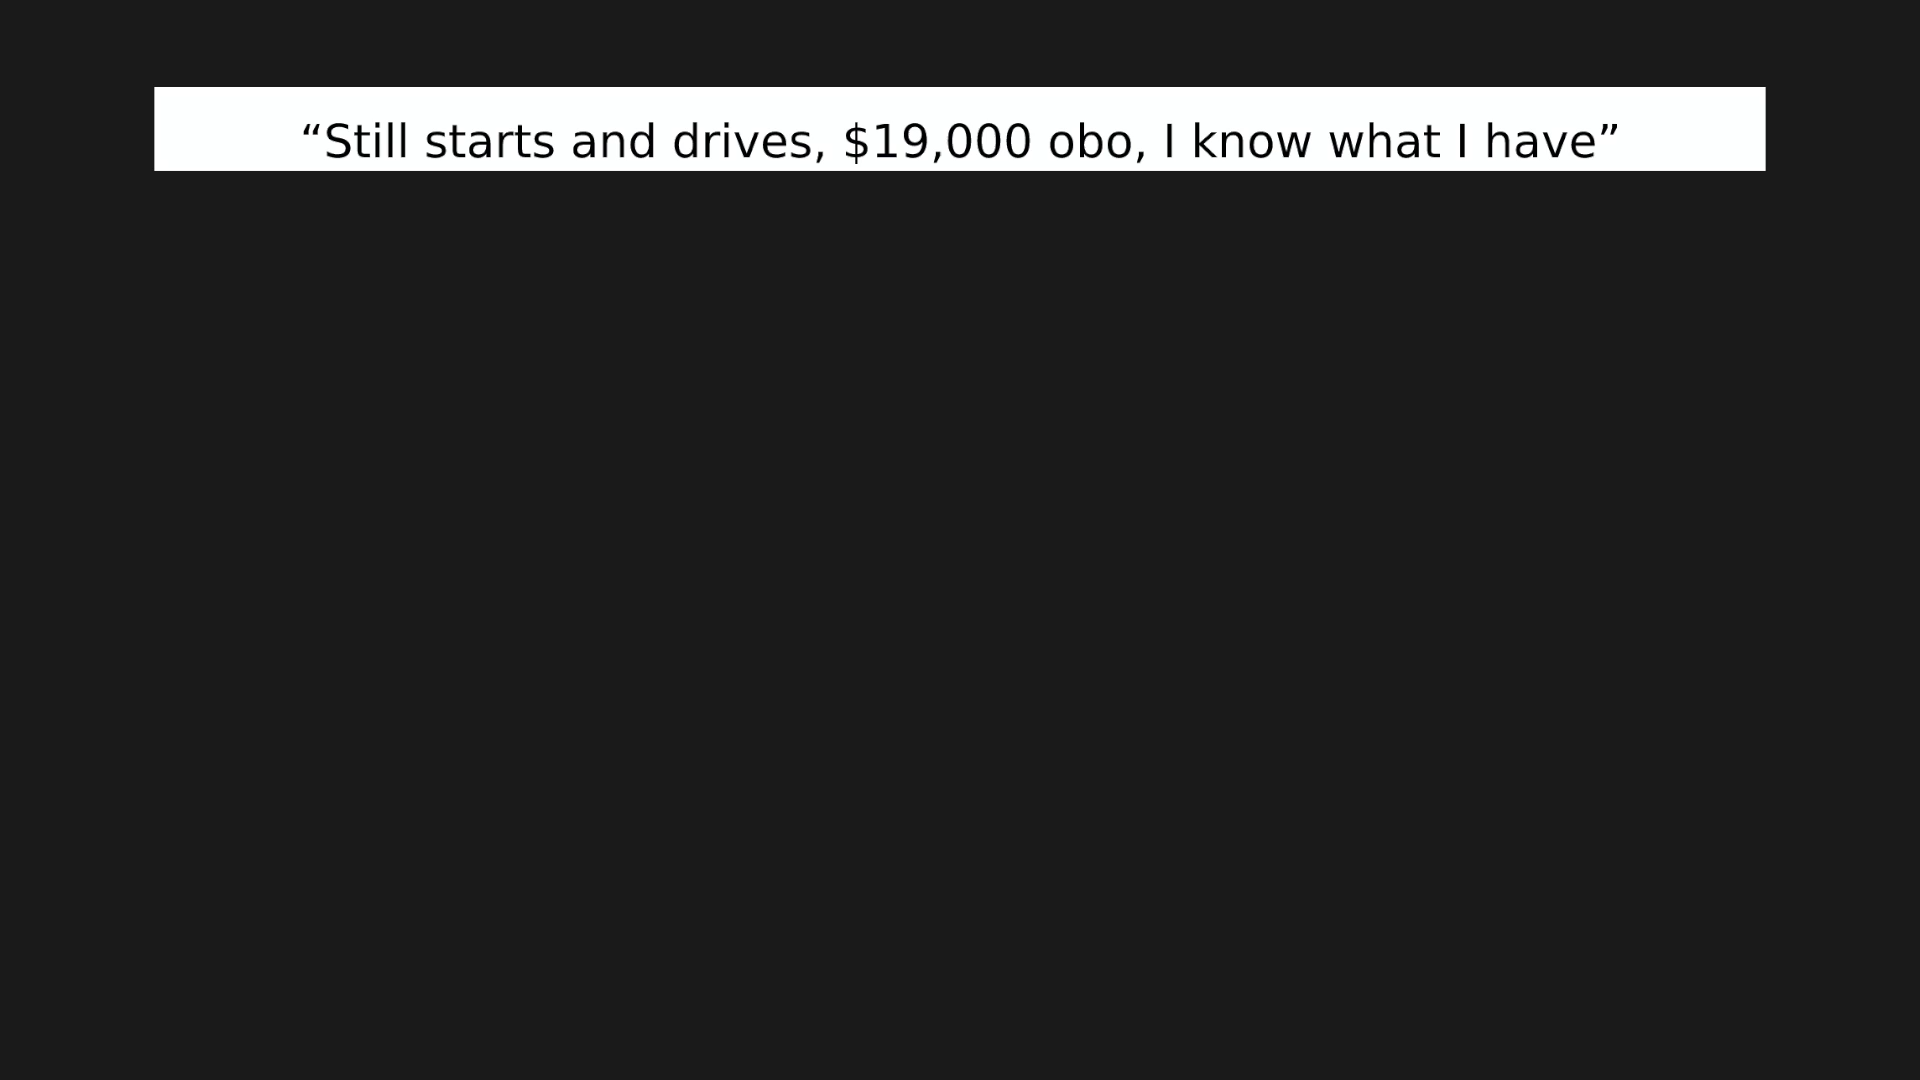 “Still starts and drives, $19,000 obo, I know what I have”